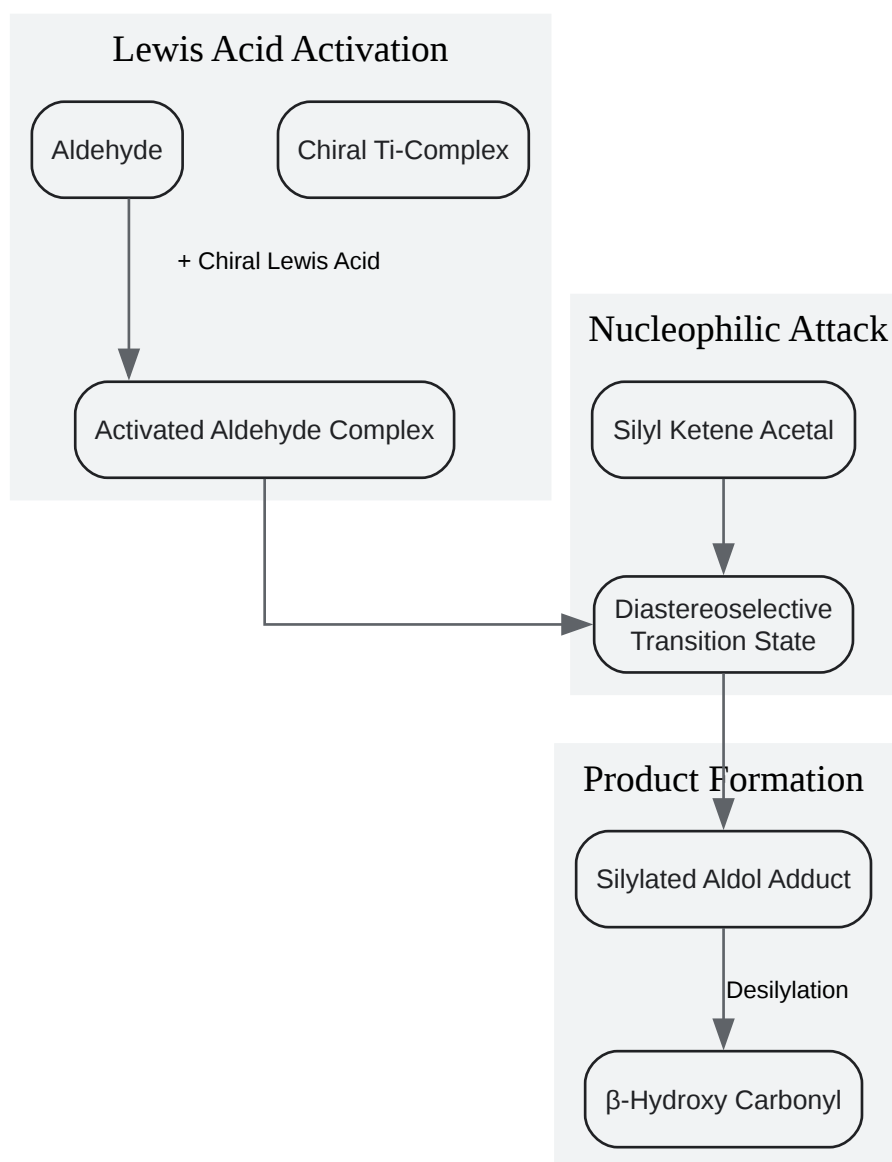 Lewis Acid Activation
Aldehyde
Chiral Ti-Complex
+ Chiral Lewis Acid
Activated Aldehyde Complex
Nucleophilic Attack
Silyl Ketene Acetal
Diastereoselective
Transition State
Product Formation
Silylated Aldol Adduct
Desilylation
β-Hydroxy Carbonyl